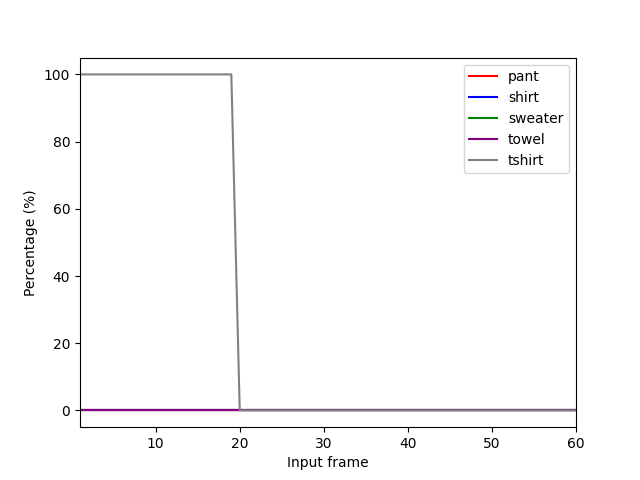 100
80
60
40
20
0
Percentage (%)
10 20 30 40 50 60
Input frame
pant
shirt
sweater
towel
tshirt